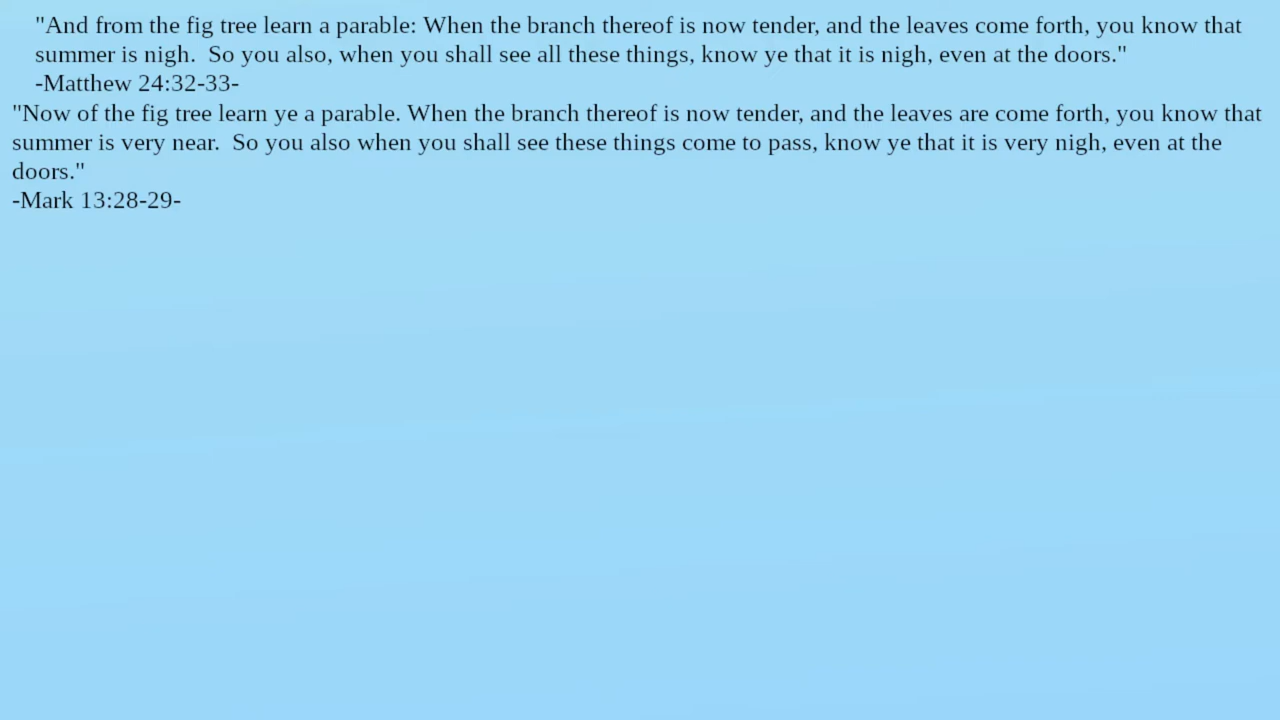 "And from the fig tree learn a parable: When the branch thereof is now tender, and the leaves come forth, you know that
summer is nigh.  So you also, when you shall see all these things, know ye that it is nigh, even at the doors."
-Matthew 24:32-33-
"Now of the fig tree learn ye a parable. When the branch thereof is now tender, and the leaves are come forth, you know that
summer is very near.  So you also when you shall see these things come to pass, know ye that it is very nigh, even at the
doors."
-Mark 13:28-29-